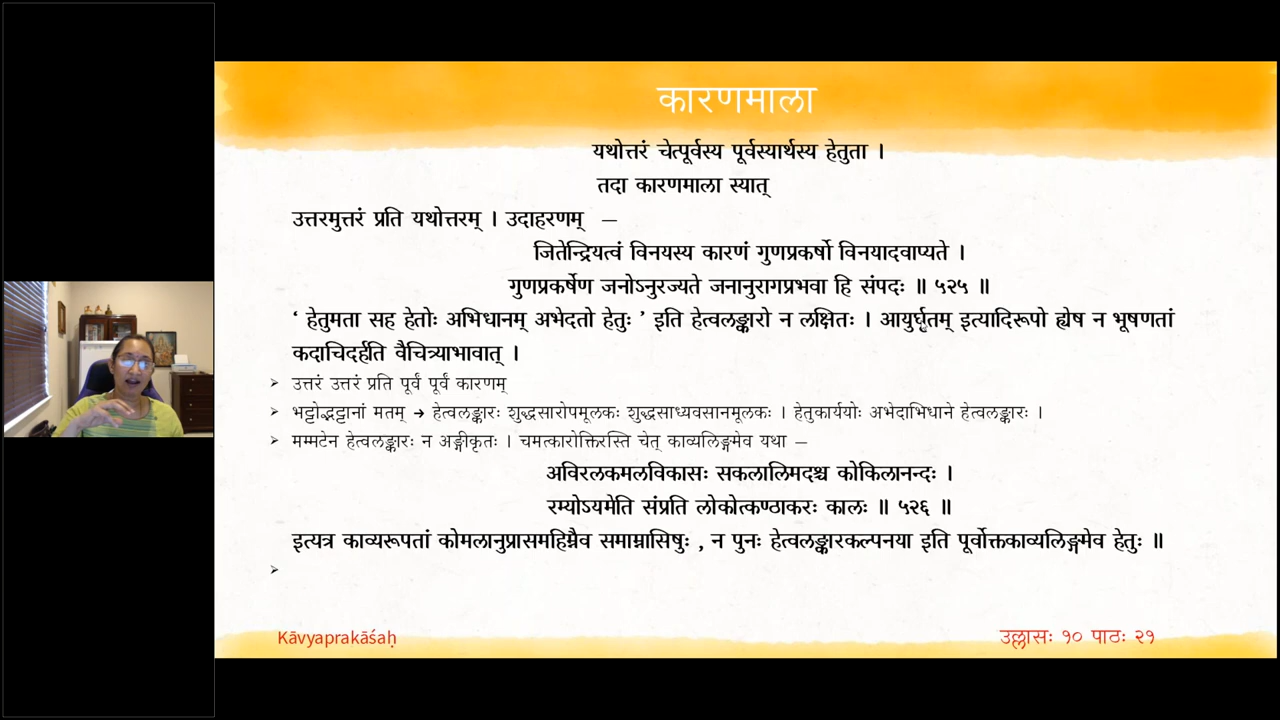 कारणमाला
यथोत्तरं चेत्पूर्वस्य पूर्वस्यार्थस्य हेतुता ।
तदा कारणमाला स्यात्
उत्तरमुत्तरं प्रति यथोत्तरम् । उदाहरणम् –
जितेन्द्रियत्वं विनयस्य कारणं गुणप्रकर्षो विनयादवाप्यते ।
गुणप्रकर्षेण जनोऽनुरज्यते जनानुरागप्रभवा हि संपदः ॥ ५२५ ॥
‘ हेतुमता सह हेतोः अभिधानम् अभेदतो हेतुः ’ इति हेत्वलङ्कारो न लक्षितः । आयुर्घृतम् इत्यादिरूपो ह्येष न भूषणतां
कदाचिदर्हति वैचित्र्याभावात् ।
➢ उत्तरं उत्तरं प्रति पूर्वं पूर्वं कारणम्
➢ भट्टोद्भट्टानां मतम् → हेत्वलङ्कारः शुद्धसारोपमूलकः शुद्धसाध्यवसानमूलकः । हेतुकार्ययोः अभेदाभिधाने हेत्वलङ्कारः ।
➢ मम्मटेन हेत्वलङ्कारः न अङ्गीकृतः । चमत्कारोक्तिरस्ति चेत् काव्यलिङ्गमेव यथा –
अविरलकमलविकासः सकलालिमदश्च कोकिलानन्दः ।
रम्योऽयमेति संप्रति लोकोत्कण्ठाकरः कालः ॥ ५२६ ॥
इत्यत्र काव्यरूपतां कोमलानुप्रासमहिम्नैव समाम्नासिषुः , न पुनः हेत्वलङ्कारकल्पनया इति पूर्वोक्तकाव्यलिङ्गमेव हेतुः ॥
➢
Kāvyaprakāśaḥ
उल्लासः १० पाठः २१